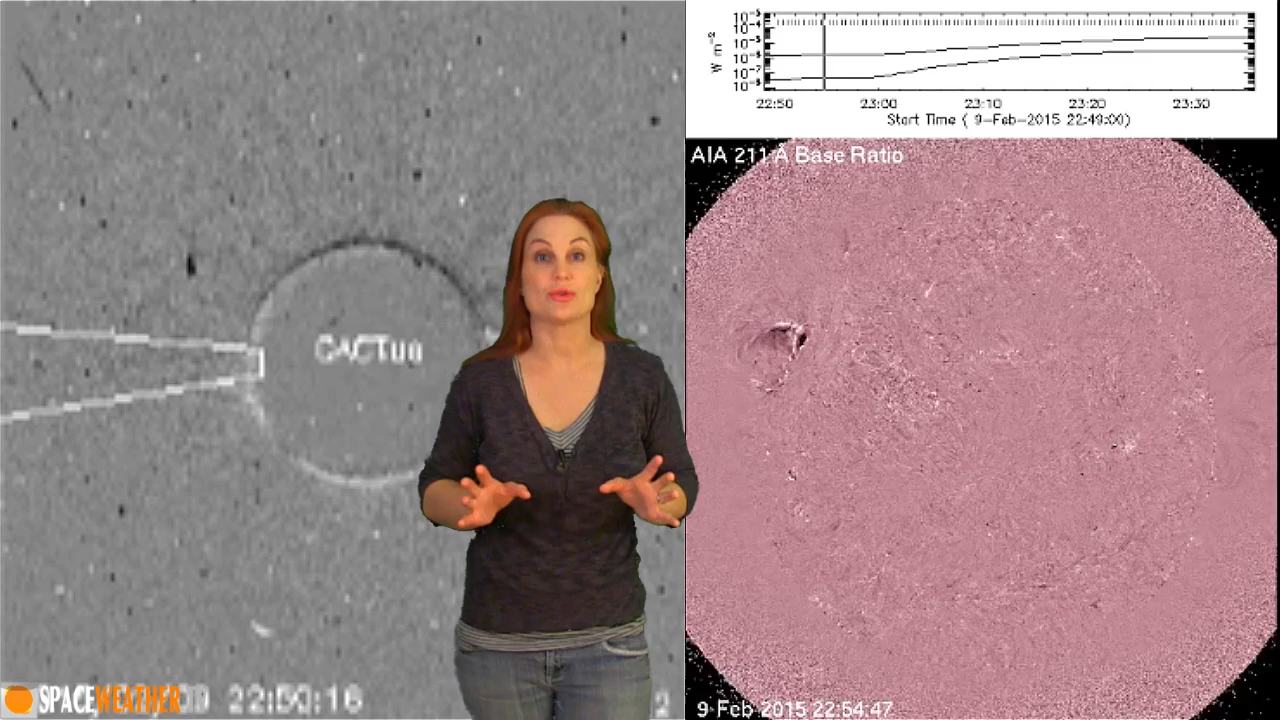 CACTus
SPACEWEATHER
22:50:16
2
10⁻⁵
10⁻⁴
10⁻⁵
10⁻⁶
10⁻⁷
10⁻⁸
W m⁻²
22:50 23:00 23:10 23:20 23:30
Start Time ( 9-Feb-2015 22:49:00)
AIA 211 A Base Ratio
9 Feb 2015 22:54:47